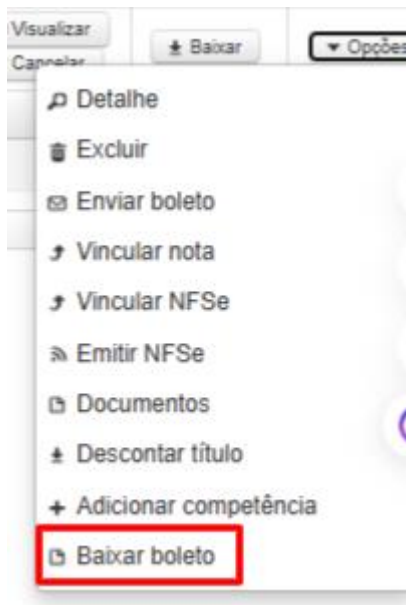 Visualizar
Cancelar
Baixar
Opções
Detalhe
Excluir
Enviar boleto
Vincular nota
Vincular NFSe
Emitir NFSe
Documentos
Descontar título
Adicionar competência
Baixar boleto